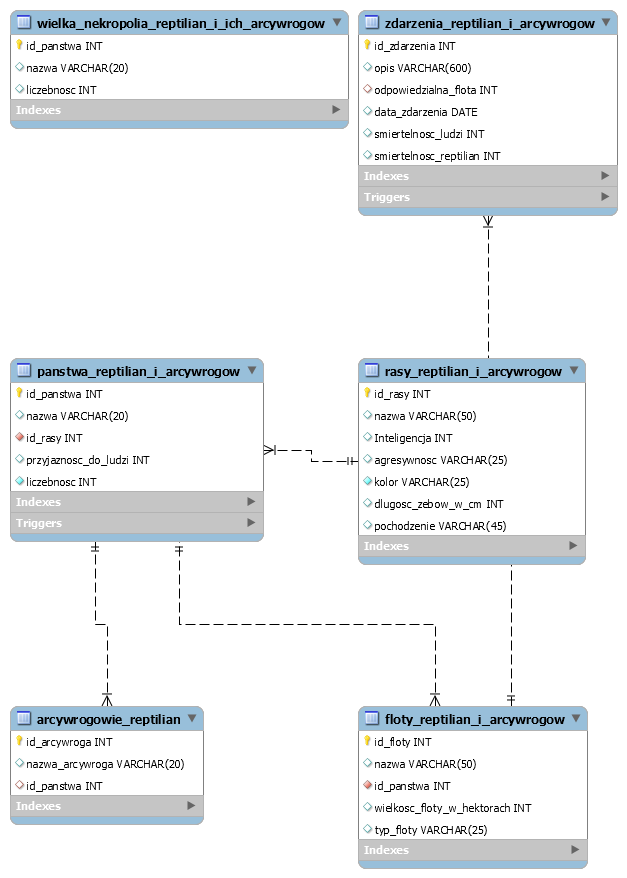 wielka_nekropolia_reptilian_i_ich_arcywrogow
id_panstwa INT
nazwa VARCHAR(20)
liczebnosc INT
Indexes
zdarzenia_reptilian_i_arcywrogow
id_zdarzenia INT
opis VARCHAR(600)
odpowiedzialna_flota INT
data_zdarzenia DATE
smiertelnosc_ludzi INT
smiertelnosc_reptilian INT
Indexes
Triggers
panstwa_reptilian_i_arcywrogow
id_panstwa INT
nazwa VARCHAR(20)
id_rasy INT
przyjaznosc_do_ludzi INT
liczebnosc INT
Indexes
Triggers
rasy_reptilian_i_arcywrogow
id_rasy INT
nazwa VARCHAR(50)
Inteligencja INT
agresywnosc VARCHAR(25)
kolor VARCHAR(25)
dlugosc_zebow_w_cm INT
pochodzenie VARCHAR(45)
Indexes
arcywrogowie_reptilian
id_arcywroga INT
nazwa_arcywroga VARCHAR(20)
id_panstwa INT
Indexes
floty_reptilian_i_arcywrogow
id_floty INT
nazwa VARCHAR(50)
id_panstwa INT
wielkosc_floty_w_hektorach INT
typ_floty VARCHAR(25)
Indexes